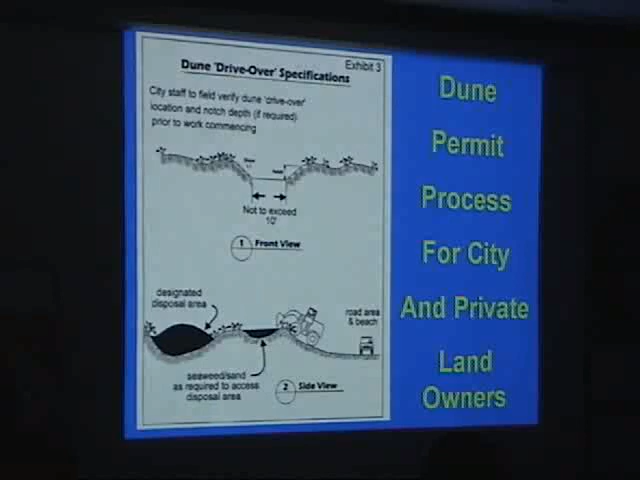 Exhibit 3
Dune 'Drive-Over' Specifications
City staff to field verify dune 'drive-over'
location and notch depth (if required)
prior to work commencing
Not to exceed
10'
1 Front View
designated
disposal area
road area
& beach
seaweed/sand
as required to access
disposal area
2 Side View
Dune
Permit
Process
For City
And Private
Land
Owners